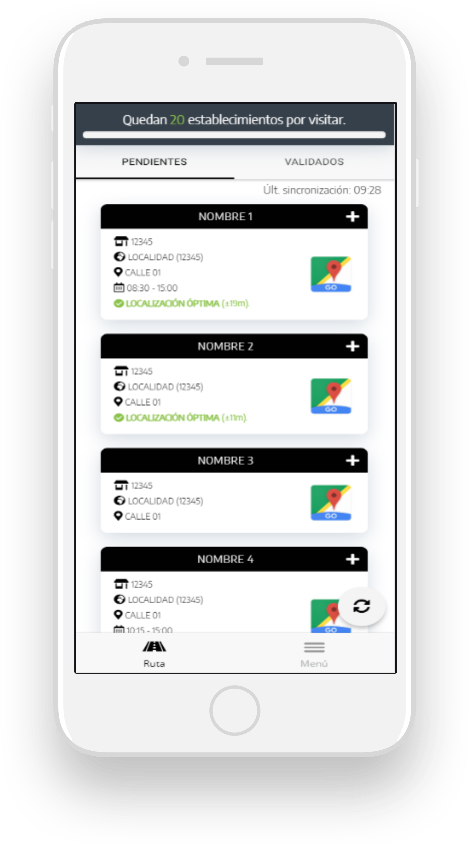 Quedan 20 establecimientos por visitar.
PENDIENTES VALIDADOS
Últ. sincronización: 09:28
NOMBRE 1
12345
LOCALIDAD (12345)
CALLE 01
08:30 - 15:00
LOCALIZACIÓN ÓPTIMA (±19m).
GO
NOMBRE 2
12345
LOCALIDAD (12345)
CALLE 01
LOCALIZACIÓN ÓPTIMA (±11m).
GO
NOMBRE 3
12345
LOCALIDAD (12345)
CALLE 01
GO
NOMBRE 4
12345
LOCALIDAD (12345)
CALLE 01
10:15 - 15:00
GO
Ruta Menú